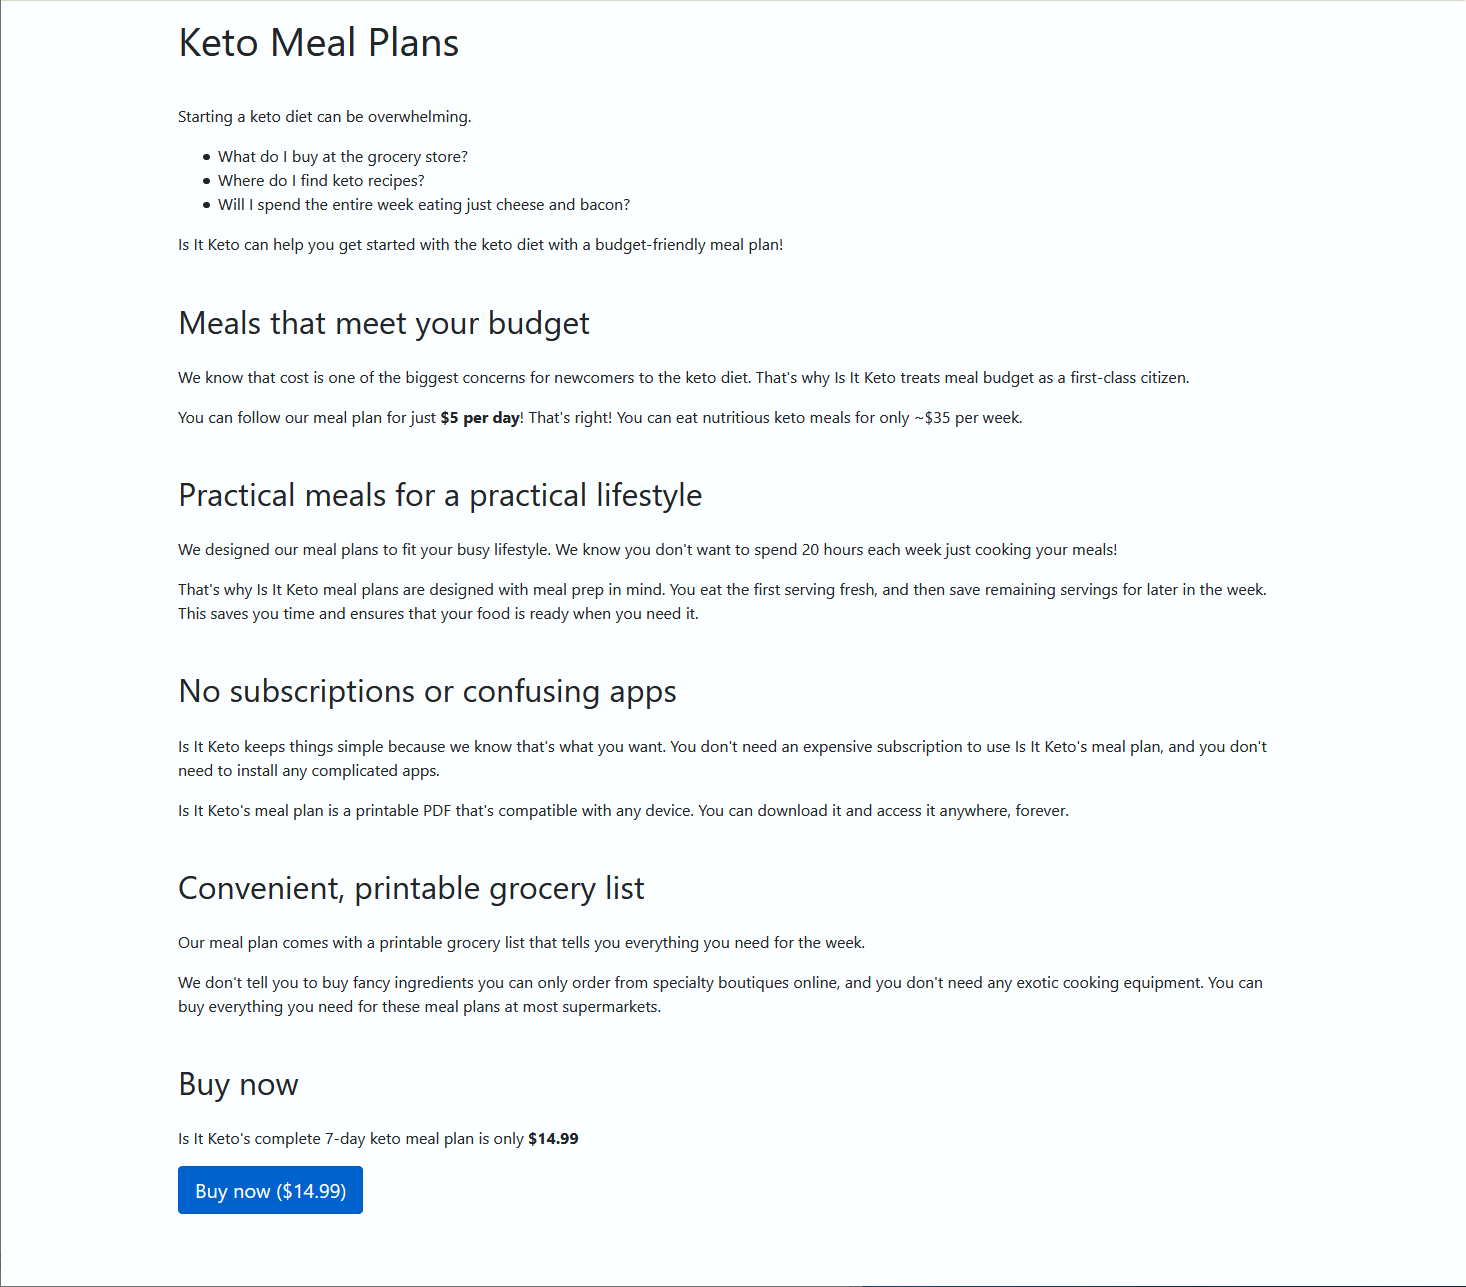 Keto Meal Plans
Starting a keto diet can be overwhelming.
• What do I buy at the grocery store?
• Where do I find keto recipes?
• Will I spend the entire week eating just cheese and bacon?
Is It Keto can help you get started with the keto diet with a budget-friendly meal plan!
Meals that meet your budget
We know that cost is one of the biggest concerns for newcomers to the keto diet. That's why Is It Keto treats meal budget as a first-class citizen.
You can follow our meal plan for just $5 per day! That's right! You can eat nutritious keto meals for only ~$35 per week.
Practical meals for a practical lifestyle
We designed our meal plans to fit your busy lifestyle. We know you don't want to spend 20 hours each week just cooking your meals!
That's why Is It Keto meal plans are designed with meal prep in mind. You eat the first serving fresh, and then save remaining servings for later in the week.
This saves you time and ensures that your food is ready when you need it.
No subscriptions or confusing apps
Is It Keto keeps things simple because we know that's what you want. You don't need an expensive subscription to use Is It Keto's meal plan, and you don't
need to install any complicated apps.
Is It Keto's meal plan is a printable PDF that's compatible with any device. You can download it and access it anywhere, forever.
Convenient, printable grocery list
Our meal plan comes with a printable grocery list that tells you everything you need for the week.
We don't tell you to buy fancy ingredients you can only order from specialty boutiques online, and you don't need any exotic cooking equipment. You can
buy everything you need for these meal plans at most supermarkets.
Buy now
Is It Keto's complete 7-day keto meal plan is only $14.99
Buy now ($14.99)